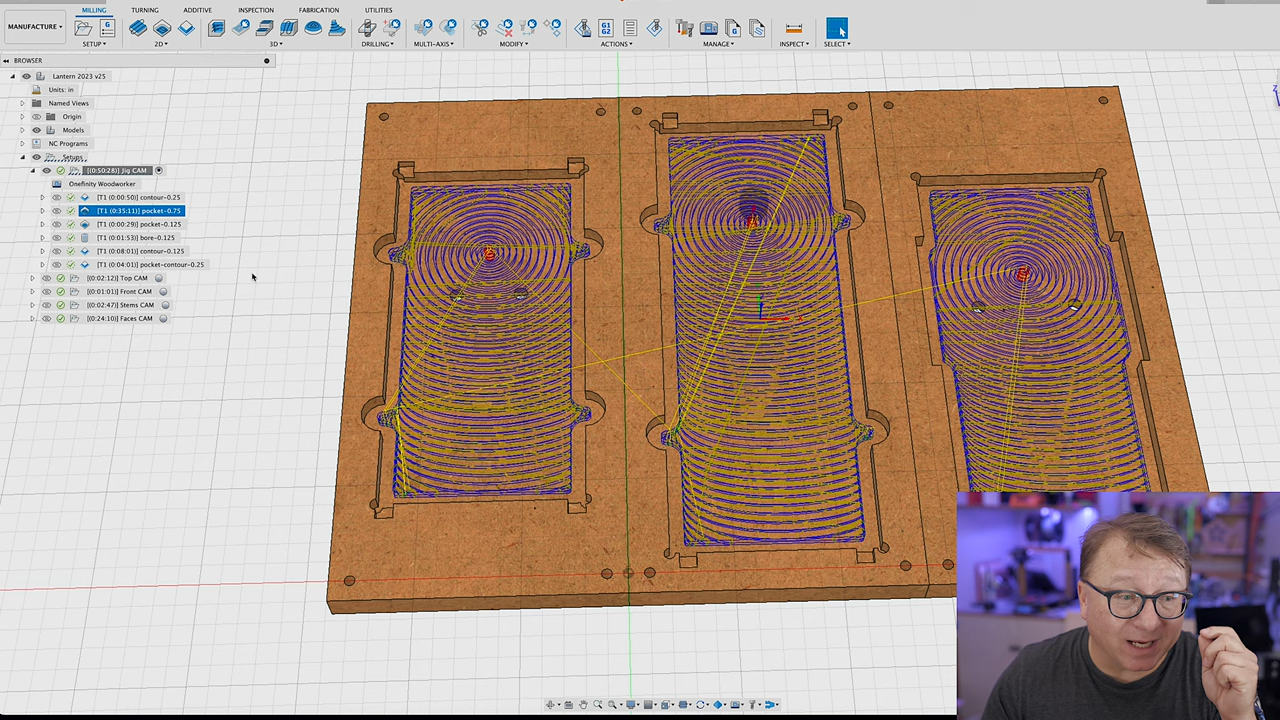 MILLING TURNING ADDITIVE INSPECTION FABRICATION UTILITIES
MANUFACTURE
G1
G2
G
SETUP 2D 3D DRILLING MULTI-AXIS MODIFY ACTIONS MANAGE INSPECT SELECT
BROWSER
Lantern 2023 v25
Units: in
Named Views
Origin
Models
NC Programs
Setups
[(0:50:28)] Jig CAM
Onefinity Woodworker
[T1 (0:00:50)] contour-0.25
[T1 (0:35:11)] pocket-0.75
[T1 (0:00:29)] pocket-0.125
[T1 (0:01:53)] bore-0.125
[T1 (0:08:01)] contour-0.125
[T1 (0:04:01)] pocket-contour-0.25
[(0:02:12)] Top CAM
[(0:01:01)] Front CAM
[(0:02:47)] Stems CAM
[(0:24:10)] Faces CAM